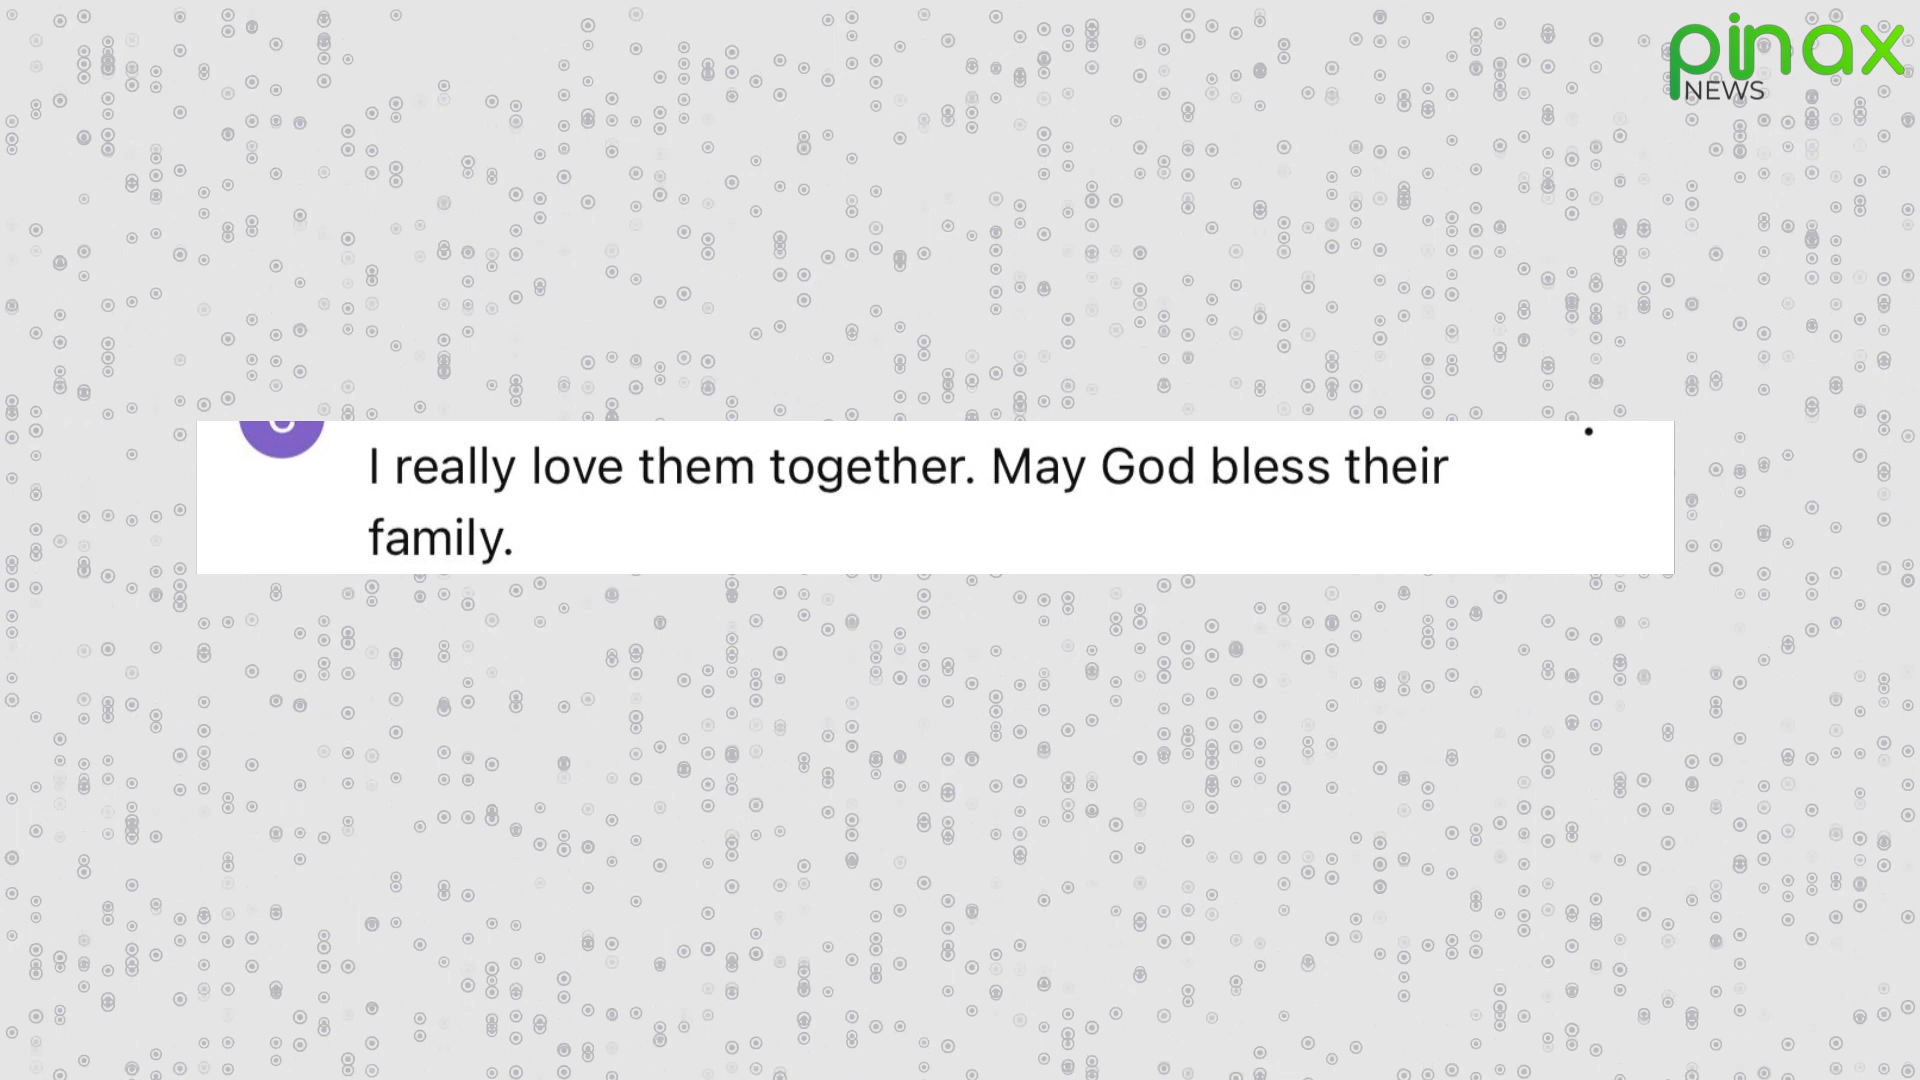 pinax
NEWS
I really love them together. May God bless their
family.